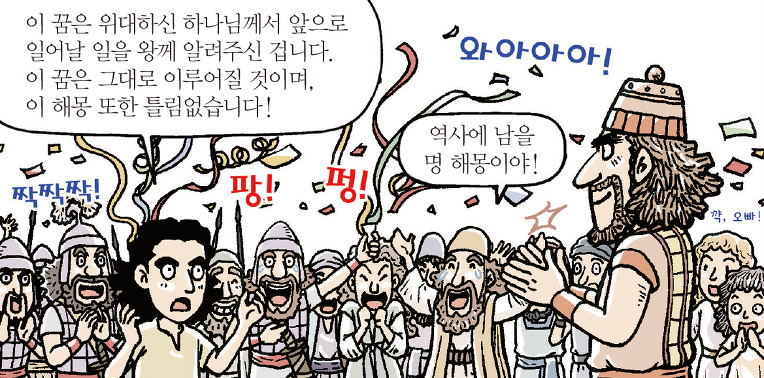 이 꿈은 위대하신 하나님께서 앞으로
일어날 일을 왕께 알려주신 겁니다.
이 꿈은 그대로 이루어질 것이며,
이 해몽 또한 틀림없습니다!
와아아아아!
역사에 남을
명 해몽이야!
짝짝짝!
팡!
펑!
꺅, 오빠!